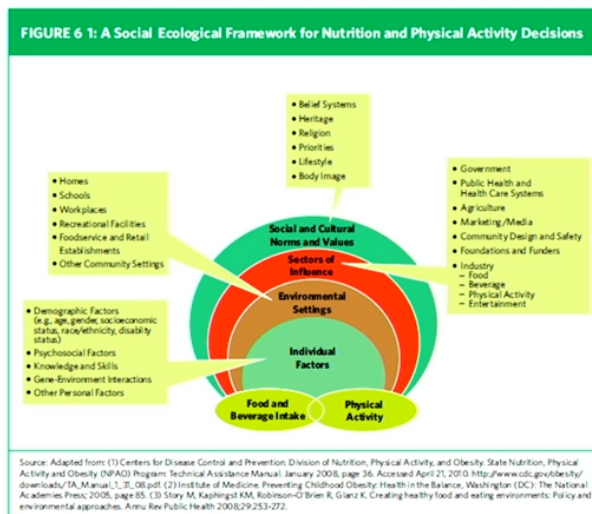 FIGURE 6 1: A Social Ecological Framework for Nutrition and Physical Activity Decisions
• Belief Systems
• Heritage
• Religion
• Priorities
• Lifestyle
• Body Image
• Homes
• Schools
• Workplaces
• Recreational Facilities
• Foodservice and Retail
Establishments
• Other Community Settings
• Government
• Public Health and
Health Care Systems
• Agriculture
• Marketing/Media
• Community Design and Safety
• Foundations and Funders
• Industry
– Food
– Beverage
– Physical Activity
– Entertainment
Social and Cultural
Norms and Values
Sectors of
Influence
Environmental
Settings
Individual
Factors
• Demographic Factors
(e.g., age, gender, socioeconomic
status, race/ethnicity, disability
status)
• Psychosocial Factors
• Knowledge and Skills
• Gene-Environment Interactions
• Other Personal Factors
Food and
Beverage Intake
Physical
Activity
Source: Adapted from: (1) Centers for Disease Control and Prevention. Division of Nutrition, Physical Activity, and Obesity. State Nutrition, Physical
Activity and Obesity (NPAO) Program: Technical Assistance Manual. January 2008, page 36. Accessed April 21, 2010. http://www.cdc.gov/obesity/
downloads/TA_Manual_1_31_08.pdf. (2) Institute of Medicine. Preventing Childhood Obesity: Health in the Balance, Washington (DC): The National
Academies Press; 2005, page 85. (3) Story M, Kaphingst KM, Robinson-O'Brien R, Glanz K. Creating healthy food and eating environments: Policy and
environmental approaches. Annu Rev Public Health 2008;29:253-272.